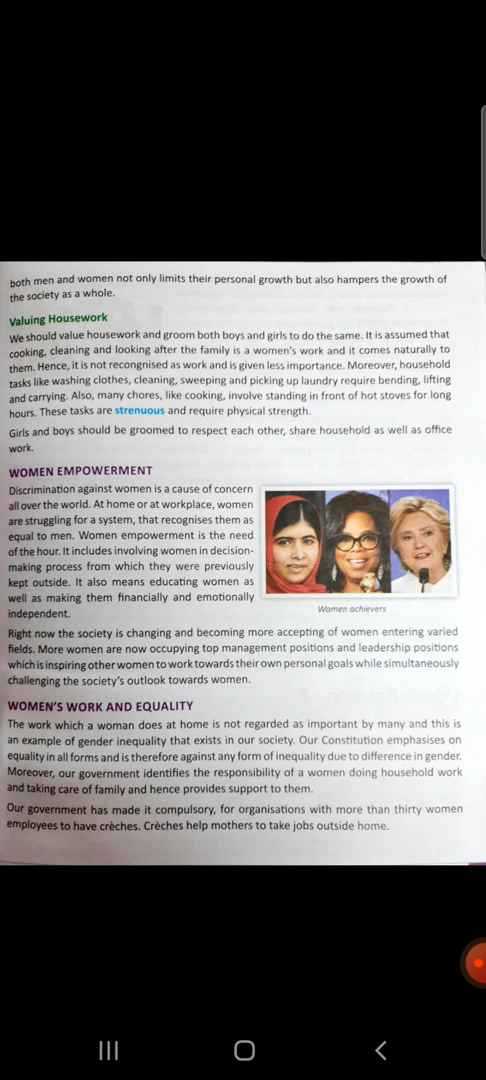 both men and women not only limits their personal growth but also hampers the growth of
the society as a whole.
Valuing Housework
We should value housework and groom both boys and girls to do the same. It is assumed that
cooking, cleaning and looking after the family is a women's work and it comes naturally to
them. Hence, it is not recongnised as work and is given less importance. Moreover, household
tasks like washing clothes, cleaning, sweeping and picking up laundry require bending, lifting
and carrying. Also, many chores, like cooking, involve standing in front of hot stoves for long
hours. These tasks are strenuous and require physical strength.
Girls and boys should be groomed to respect each other, share household as well as office
work.
WOMEN EMPOWERMENT
Discrimination against women is a cause of concern
all over the world. At home or at workplace, women
are struggling for a system, that recognises them as
equal to men. Women empowerment is the need
of the hour. It includes involving women in decision-
making process from which they were previously
kept outside. It also means educating women as
well as making them financially and emotionally
independent.
Women achievers
Right now the society is changing and becoming more accepting of women entering varied
fields. More women are now occupying top management positions and leadership positions
which is inspiring other women to work towards their own personal goals while simultaneously
challenging the society's outlook towards women.
WOMEN'S WORK AND EQUALITY
The work which a woman does at home is not regarded as important by many and this is
an example of gender inequality that exists in our society. Our Constitution emphasises on
equality in all forms and is therefore against any form of inequality due to difference in gender.
Moreover, our government identifies the responsibility of a women doing household work
and taking care of family and hence provides support to them.
Our government has made it compulsory, for organisations with more than thirty women
employees to have crèches. Crèches help mothers to take jobs outside home.